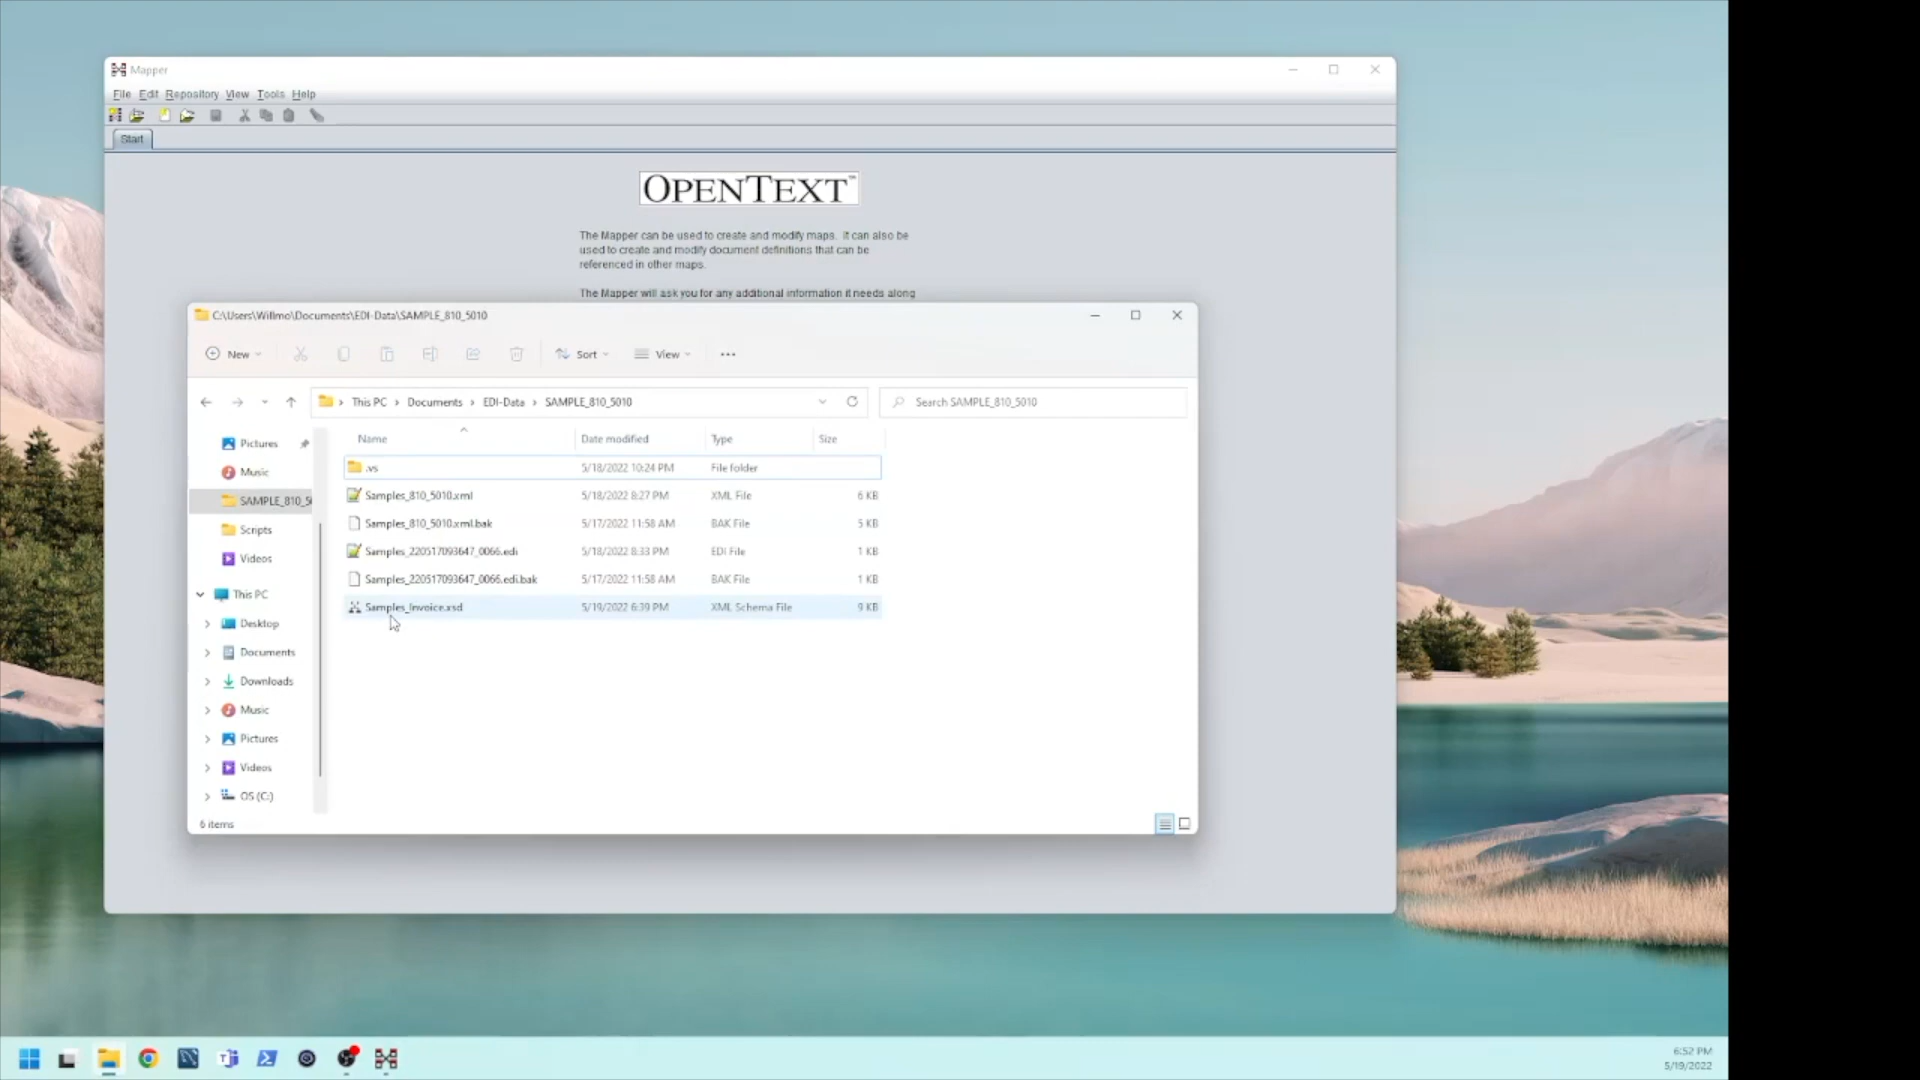 Mapper
File Edit Repository View Tools Help
Start
OPENTEXT™
The Mapper can be used to create and modify maps. It can also be
used to create and modify document definitions that can be
referenced in other maps.
The Mapper will ask you for any additional information it needs along
C:\Users\Willmo\Documents\EDI-Data\SAMPLE_810_5010
New Sort View
This PC Documents EDI-Data SAMPLE_810_5010 Search SAMPLE_810_5010
Name Date modified Type Size
.vs 5/18/2022 10:24 PM File folder
Samples_810_5010.xml 5/18/2022 8:27 PM XML File 6 KB
Samples_810_5010.xml.bak 5/17/2022 11:58 AM BAK File 5 KB
Samples_220517093647_0066.edi 5/18/2022 8:33 PM EDI File 1 KB
Samples_220517093647_0066.edi.bak 5/17/2022 11:58 AM BAK File 1 KB
Samples_Invoice.xsd 5/19/2022 6:39 PM XML Schema File 9 KB
Pictures
Music
SAMPLE_810_5
Scripts
Videos
This PC
Desktop
Documents
Downloads
Music
Pictures
Videos
OS (C:)
6 items
6:52 PM
5/19/2022